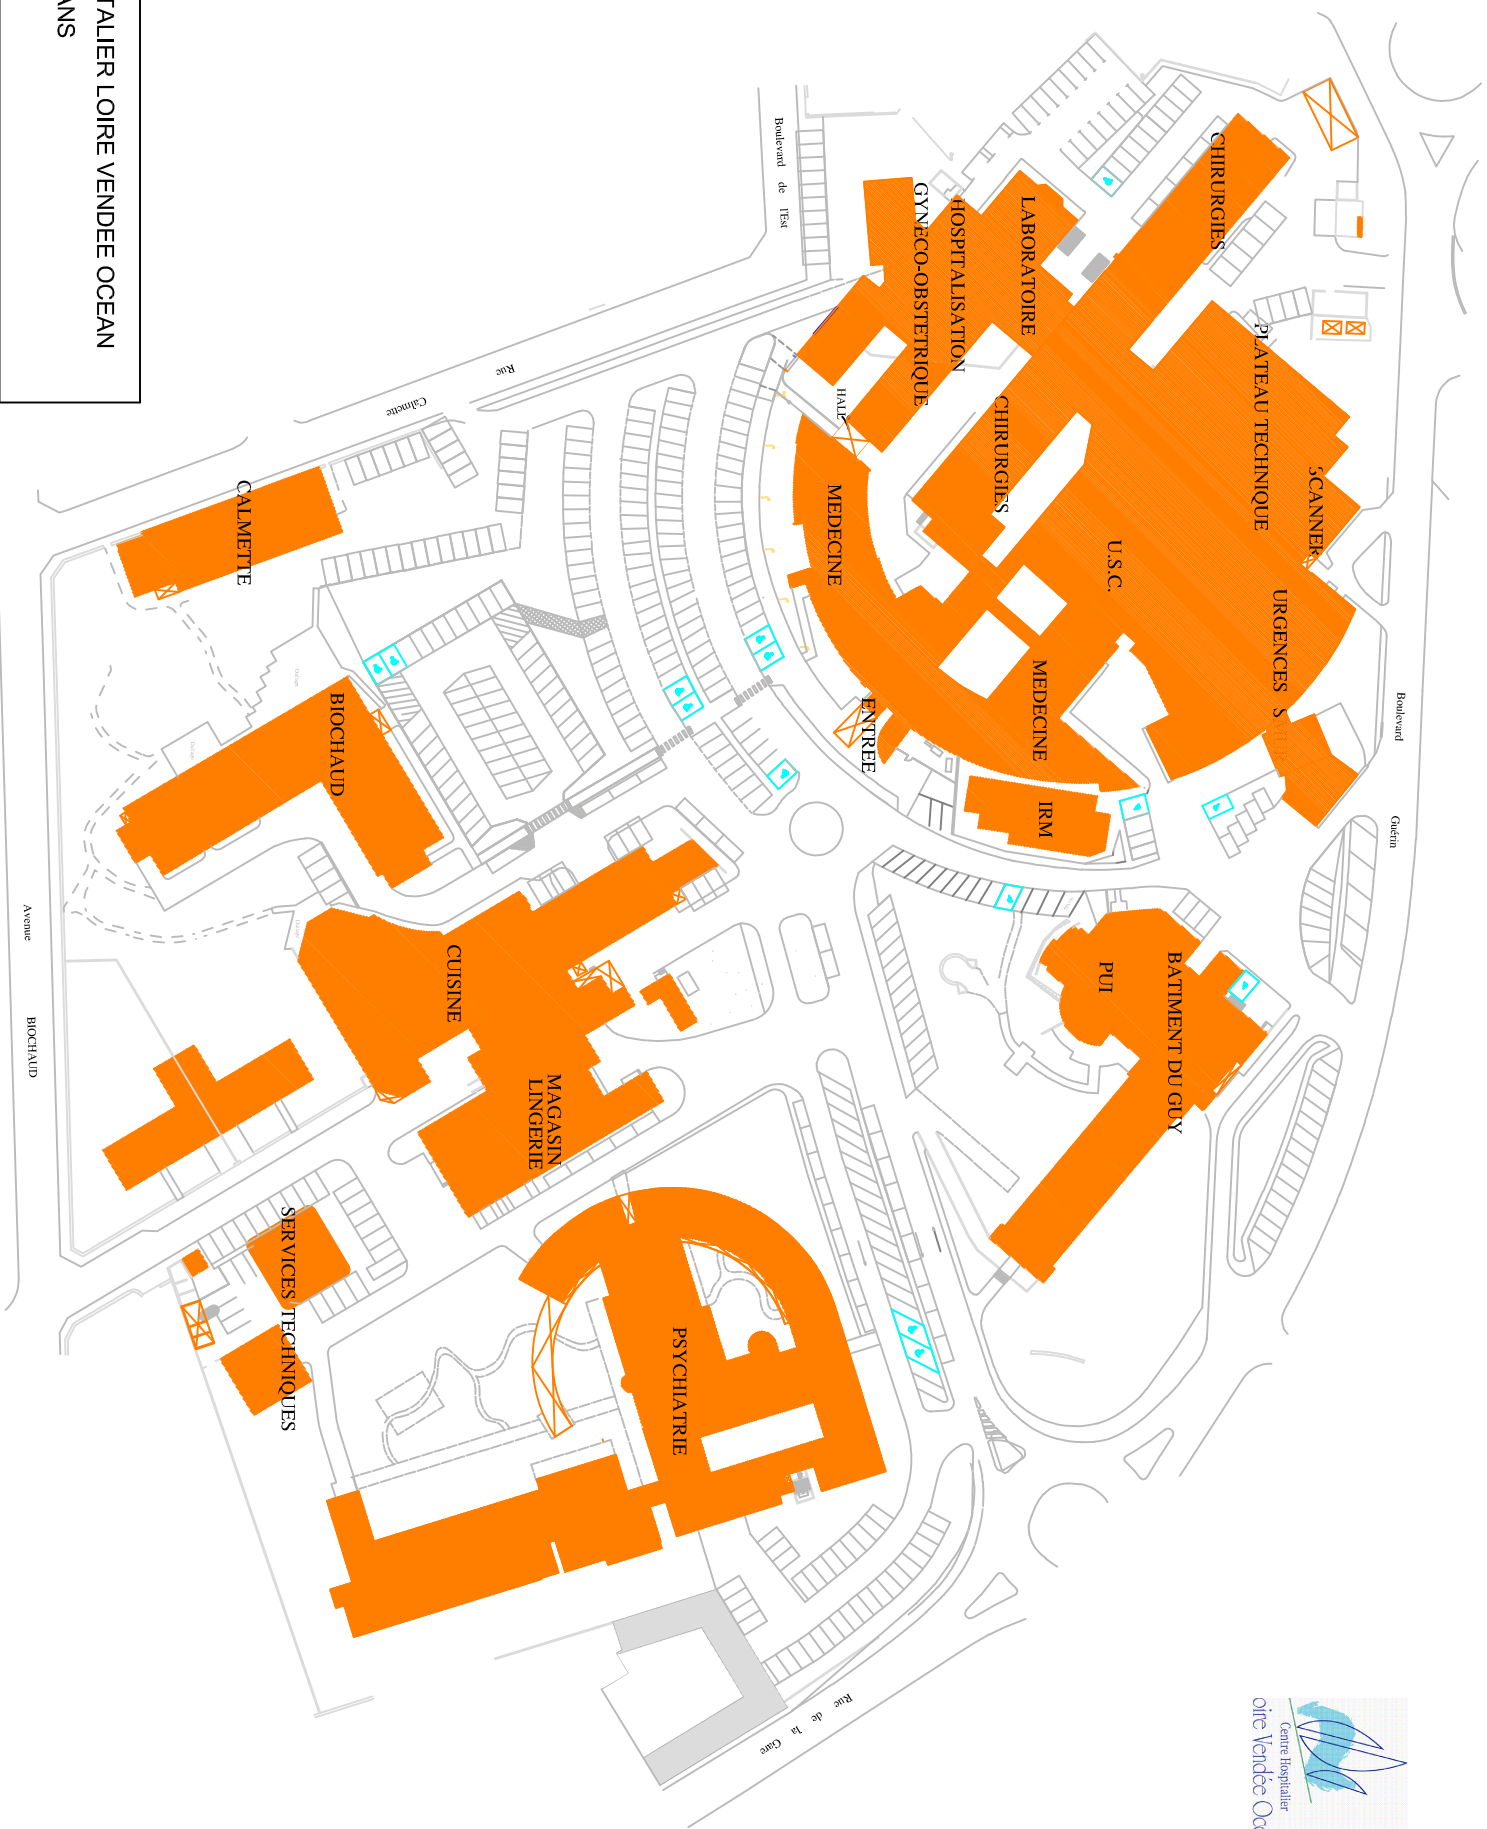 TALIER LOIRE VENDEE OCEAN
ANS
Boulevard de l'Est
Rue Calmette
CHIRURGIES
LABORATOIRE
HOSPITALISATION
GYNECO-OBSTETRIQUE
PLATEAU TECHNIQUE
SCANNER
HALL
CHIRURGIES
MEDECINE
U.S.C.
URGENCES SMUR
MEDECINE
ENTREE
IRM
Boulevard Guérin
CALMETTE
BIOCHAUD
CUISINE
PUI
BATIMENT DU GUY
MAGASIN
LINGERIE
Avenue BIOCHAUD
SERVICES TECHNIQUES
PSYCHIATRIE
Rue de la Gare
Centre Hospitalier
oire Vendée Océ